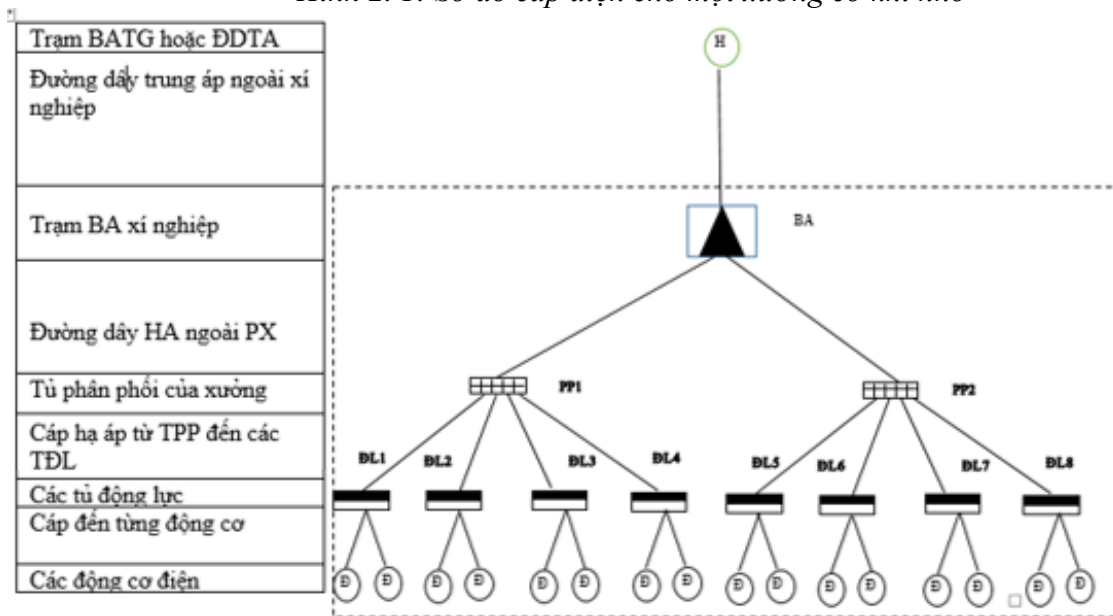 Trạm BATG hoặc ĐDTA
Đường dây trung áp ngoài xí
nghiệp
Trạm BA xí nghiệp
Đường dây HA ngoài PX
Tủ phân phối của xưởng
Cáp hạ áp từ TPP đến các
TĐL
Các tủ động lực
Cáp đến từng động cơ
Các động cơ điện
H
BA
PP1
PP2
ĐL1
ĐL2
ĐL3
ĐL4
ĐL5
ĐL6
ĐL7
ĐL8
Đ Đ Đ Đ Đ Đ Đ Đ Đ Đ Đ Đ Đ Đ Đ Đ